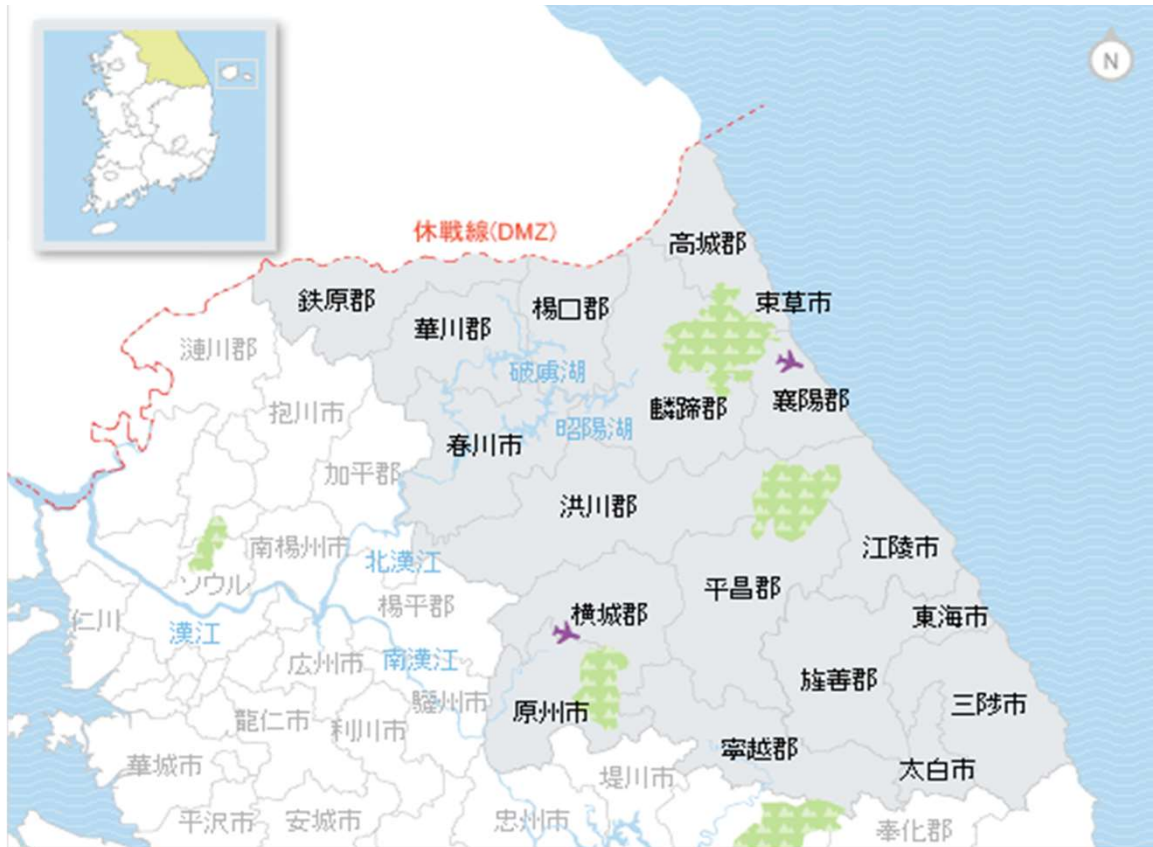 N
休戦線(DMZ)
高城郡
鉄原郡
楊口郡
束草市
華川郡
漣川郡
破虜湖
襄陽郡
抱川市
麟蹄郡
昭陽湖
春川市
加平郡
洪川郡
南楊州市
江陵市
北漢江
ソウル
平昌郡
楊平郡
横城郡
東海市
仁川
漢江
広州市
南漢江
旌善郡
驪州市
三陟市
龍仁市
利川市
原州市
寧越郡
華城市
太白市
堤川市
平沢市
安城市
忠州市
奉化郡